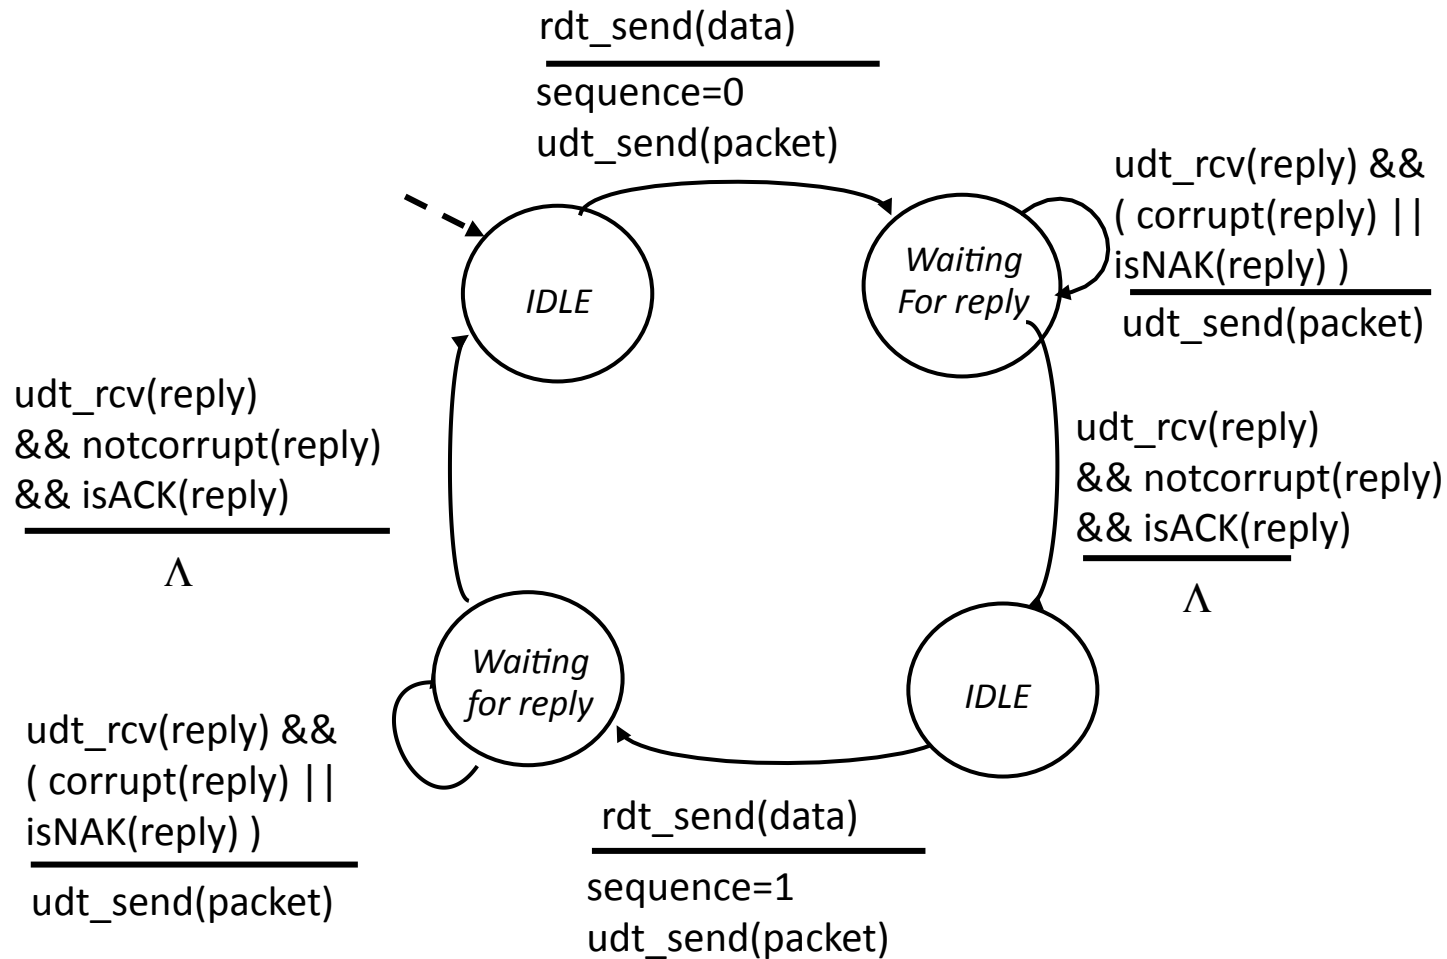 rdt_send(data)
sequence=0
udt_send(packet)
udt_rcv(reply) &&
( corrupt(reply) ||
isNAK(reply) )
udt_send(packet)
IDLE
Waiting
For reply
udt_rcv(reply)
&& notcorrupt(reply)
&& isACK(reply)
Λ
udt_rcv(reply)
&& notcorrupt(reply)
&& isACK(reply)
Λ
Waiting
for reply
IDLE
udt_rcv(reply) &&
( corrupt(reply) ||
isNAK(reply) )
udt_send(packet)
rdt_send(data)
sequence=1
udt_send(packet)